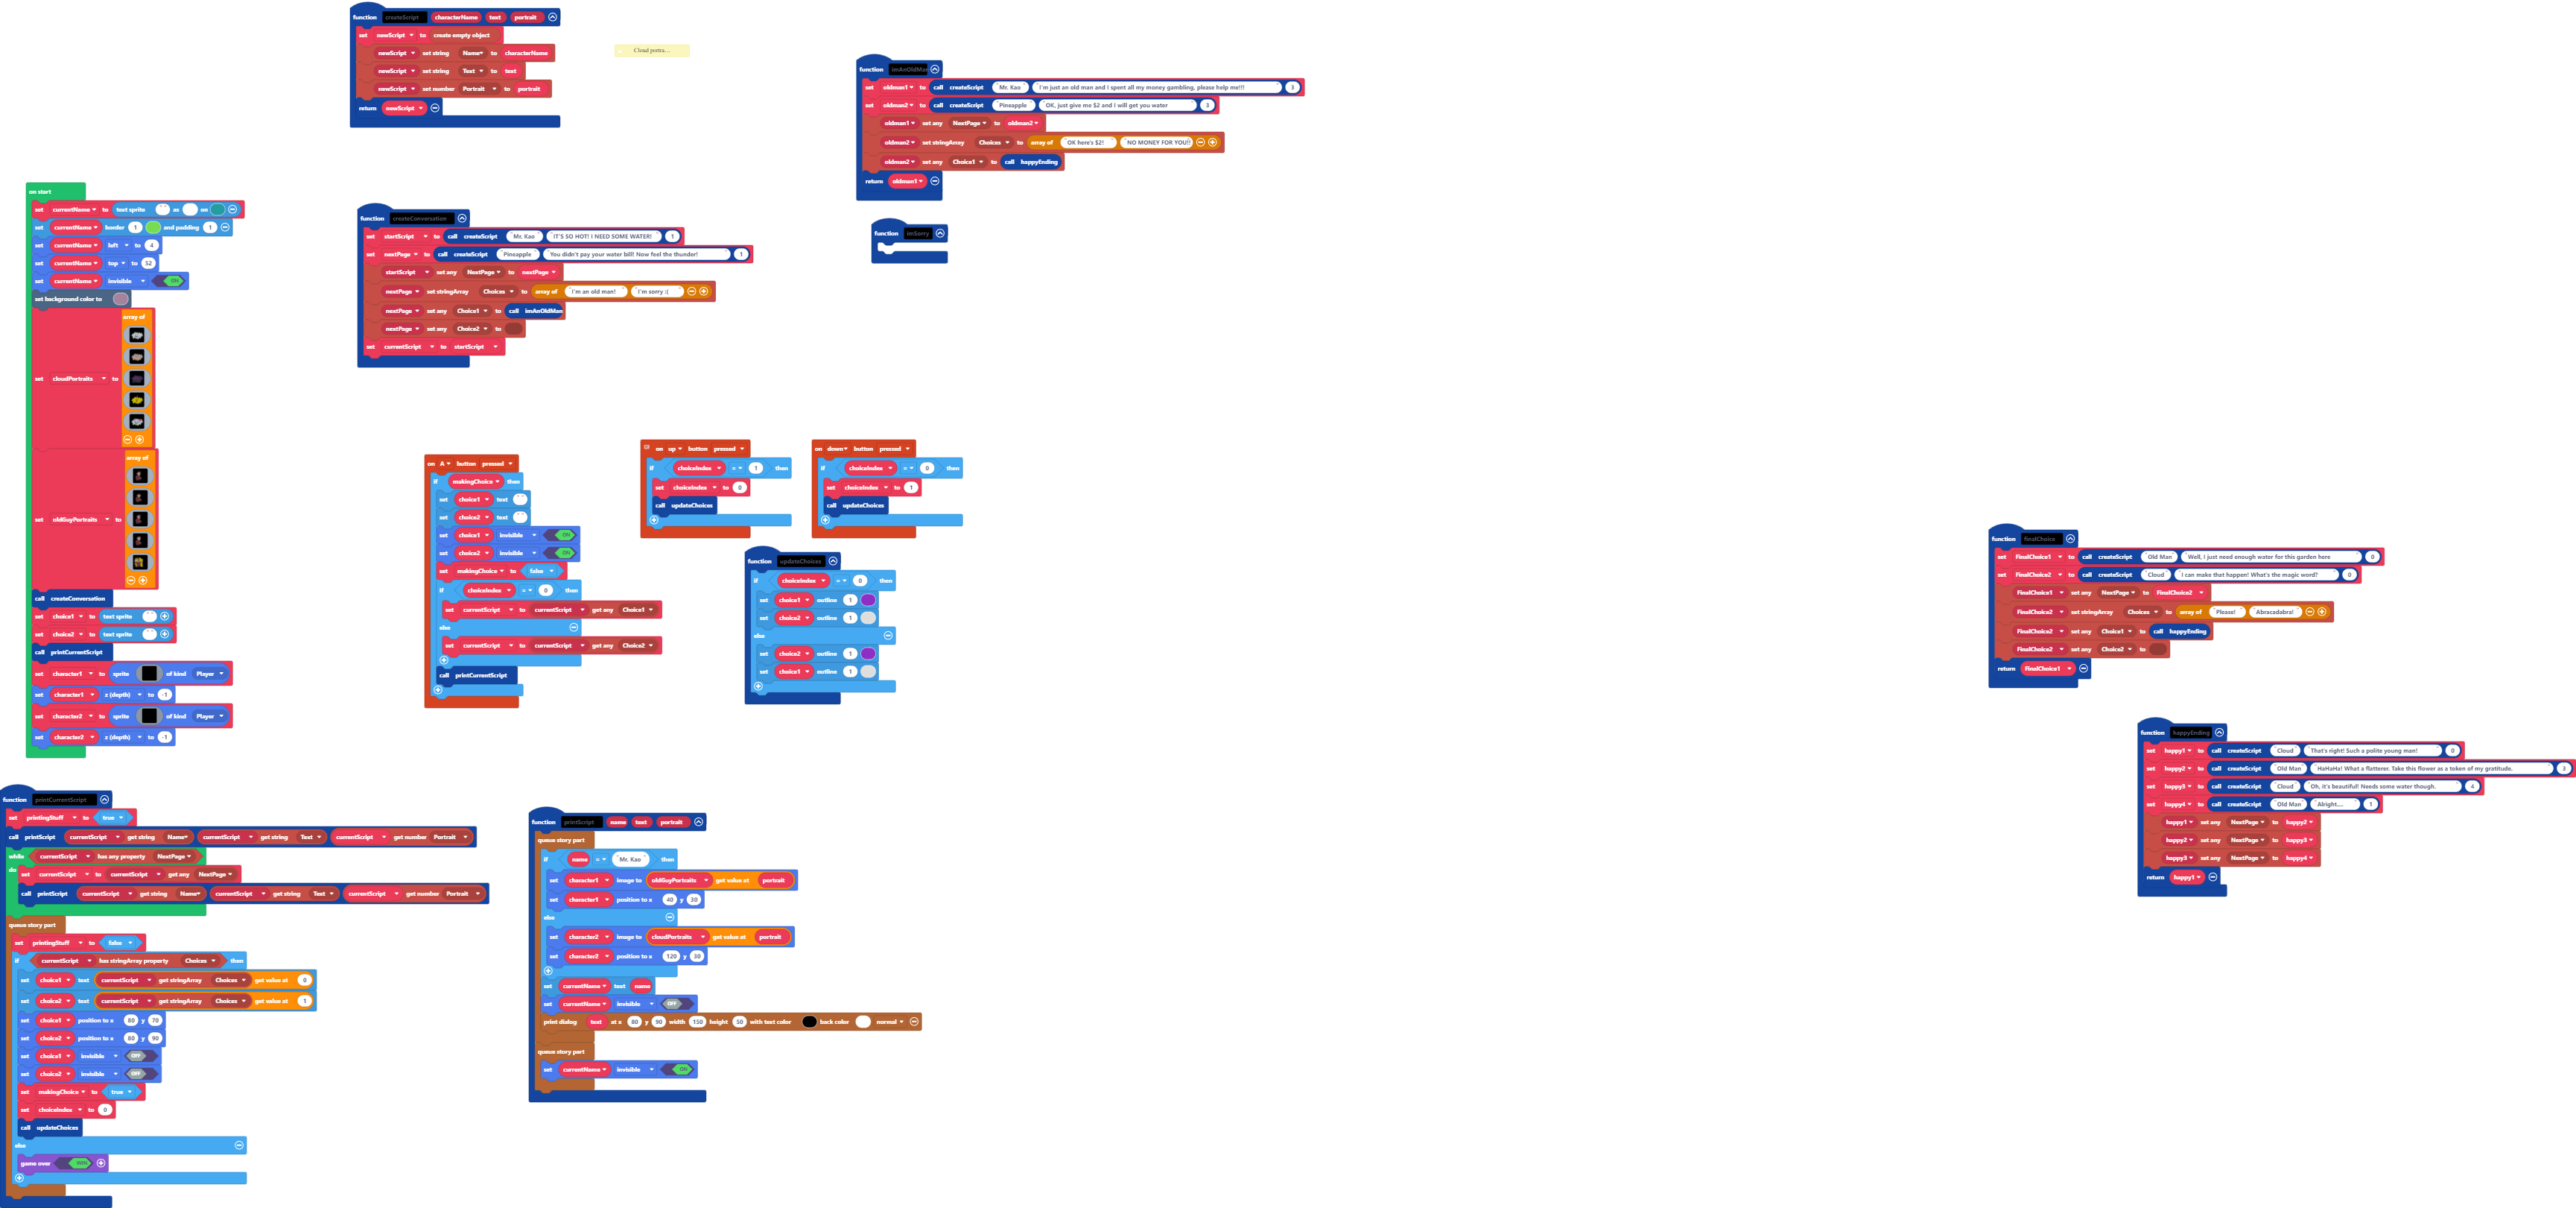 function createScript characterName text portrait
set newScript to create empty object
newScript set string Name to characterName
newScript set string Text to text
newScript set number Portrait to portrait
return newScript
Cloud portra...
function imAnOldMan
set oldman1 to call createScript "Mr. Kao" "I'm just an old man and I spent all my money gambling, please help me!!!" 3
set oldman2 to call createScript "Pineapple" "OK, just give me $2 and I will get you water" 3
oldman1 set any NextPage to oldman2
oldman2 set stringArray Choices to array of "OK here's $2!" "NO MONEY FOR YOU!!"
oldman2 set any Choice1 to call happyEnding
return oldman1
function imSorry
on start
set currentName to text sprite " " as on
set currentName border 1 and padding 1
set currentName left to 4
set currentName top to 52
set currentName invisible ON
set background color to
set cloudPortraits to array of
set oldGuyPortraits to array of
call createConversation
set choice1 to text sprite " "
set choice2 to text sprite " "
call printCurrentScript
set character1 to sprite of kind Player
set character1 z (depth) to -1
set character2 to sprite of kind Player
set character2 z (depth) to -1
function createConversation
set startScript to call createScript "Mr. Kao" "IT'S SO HOT! I NEED SOME WATER!" 1
set nextPage to call createScript "Pineapple" "You didn't pay your water bill! Now feel the thunder!" 1
startScript set any NextPage to nextPage
nextPage set stringArray Choices to array of "I'm an old man!" "I'm sorry :("
nextPage set any Choice1 to call imAnOldMan
nextPage set any Choice2 to
set currentScript to startScript
on A button pressed
if makingChoice then
set choice1 text " "
set choice2 text " "
set choice1 invisible ON
set choice2 invisible ON
set makingChoice to false
if choiceIndex = 0 then
set currentScript to currentScript get any Choice1
else
set currentScript to currentScript get any Choice2
call printCurrentScript
on up button pressed
if choiceIndex = 1 then
set choiceIndex to 0
call updateChoices
on down button pressed
if choiceIndex = 0 then
set choiceIndex to 1
call updateChoices
function updateChoices
if choiceIndex = 0 then
set choice1 outline 1
set choice2 outline 1
else
set choice2 outline 1
set choice1 outline 1
function finalChoice
set FinalChoice1 to call createScript "Old Man" "Well, I just need enough water for this garden here" 0
set FinalChoice2 to call createScript "Cloud" "I can make that happen! What's the magic word?" 0
FinalChoice1 set any NextPage to FinalChoice2
FinalChoice2 set stringArray Choices to array of "Please!" "Abracadabra!"
FinalChoice2 set any Choice1 to call happyEnding
FinalChoice2 set any Choice2 to
return FinalChoice1
function happyEnding
set happy1 to call createScript "Cloud" "That's right! Such a polite young man!" 0
set happy2 to call createScript "Old Man" "HaHaHa! What a flatterer. Take this flower as a token of my gratitude." 3
set happy3 to call createScript "Cloud" "Oh, it's beautiful! Needs some water though." 4
set happy4 to call createScript "Old Man" "Alright..." 1
happy1 set any NextPage to happy2
happy2 set any NextPage to happy3
happy3 set any NextPage to happy4
return happy1
function printCurrentScript
set printingStuff to true
call printScript currentScript get string Name currentScript get string Text currentScript get number Portrait
while currentScript has any property NextPage
do set currentScript to currentScript get any NextPage
call printScript currentScript get string Name currentScript get string Text currentScript get number Portrait
queue story part
set printingStuff to false
if currentScript has stringArray property Choices then
set choice1 text currentScript get stringArray Choices get value at 0
set choice2 text currentScript get stringArray Choices get value at 1
set choice1 position to x 80 y 70
set choice2 position to x 80 y 90
set choice1 invisible OFF
set choice2 invisible OFF
set makingChoice to true
set choiceIndex to 0
call updateChoices
else
game over WIN
function printScript name text portrait
queue story part
if name = "Mr. Kao" then
set character1 image to oldGuyPortraits get value at portrait
set character1 position to x 40 y 30
else
set character2 image to cloudPortraits get value at portrait
set character2 position to x 120 y 30
set currentName text name
set currentName invisible OFF
print dialog text at x 80 y 90 width 150 height 50 with text color back color normal
queue story part
set currentName invisible ON